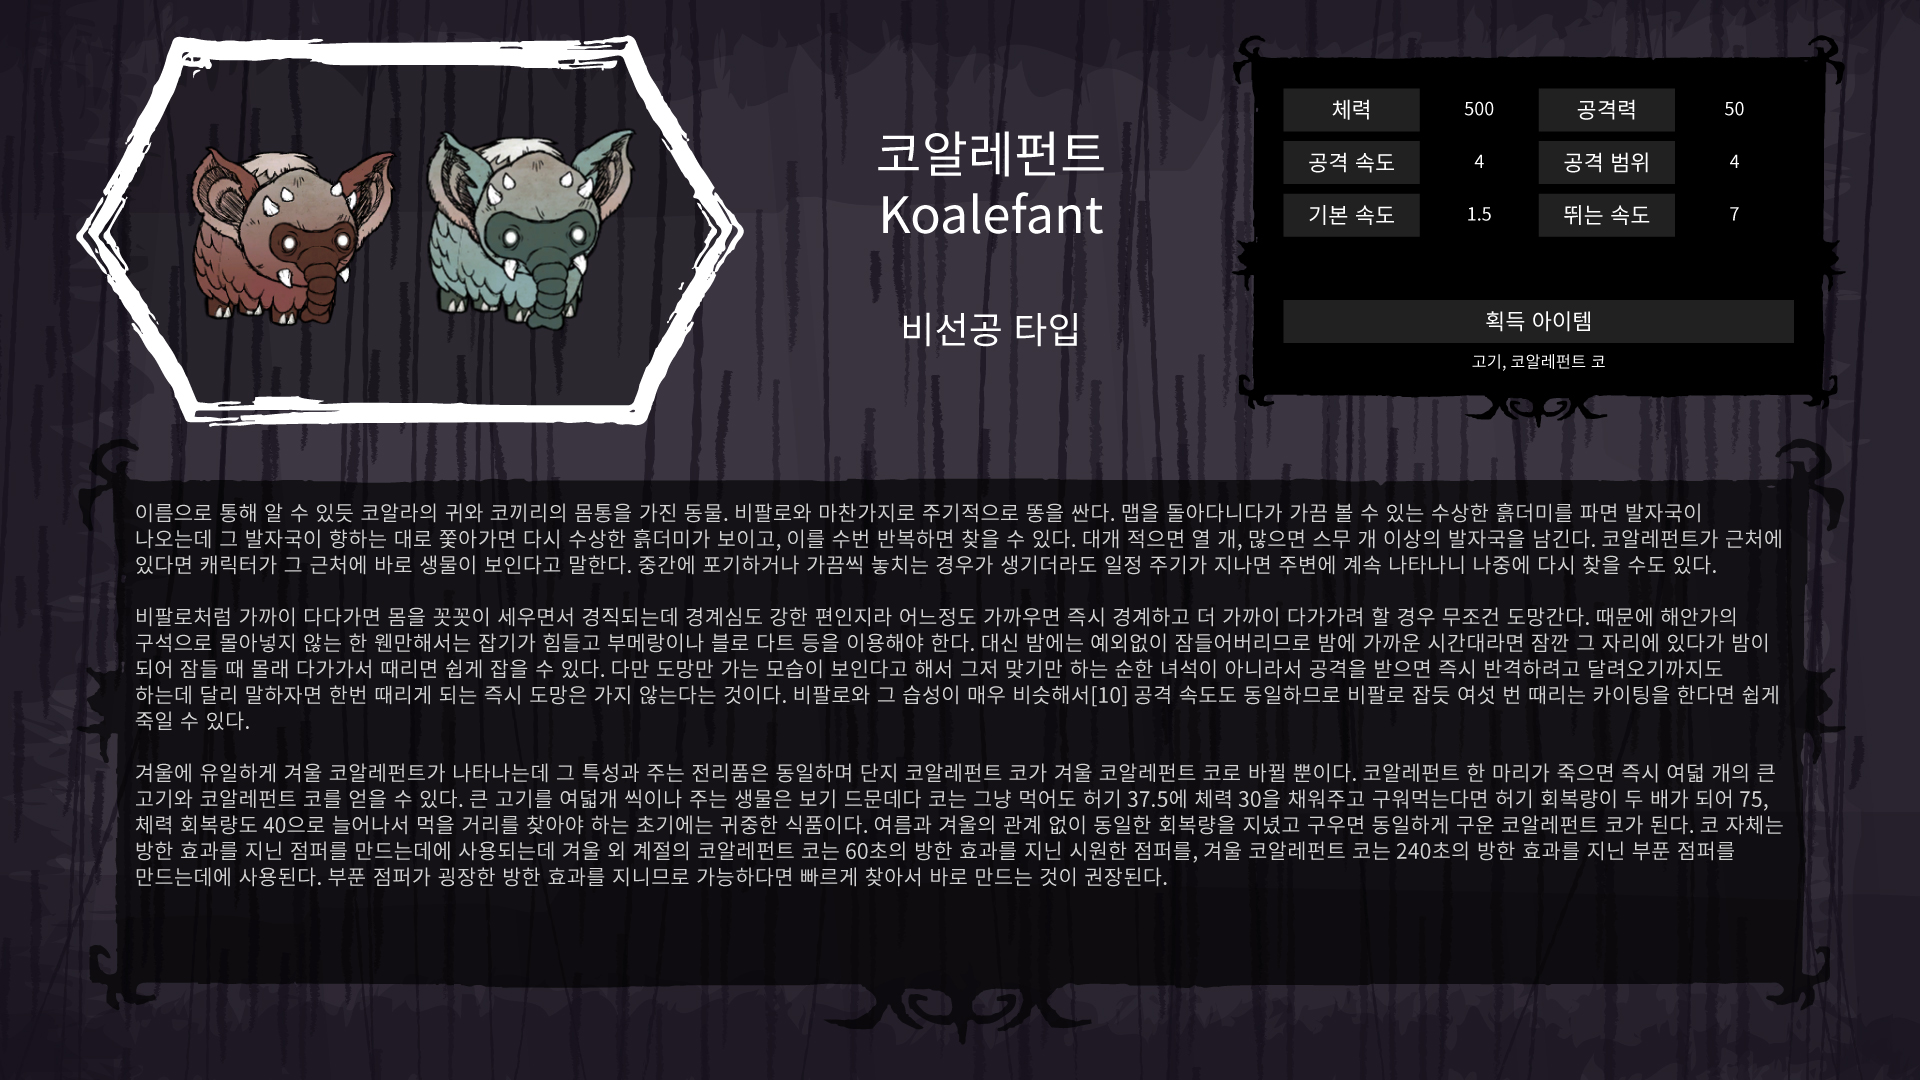 코알레펀트
Koalefant
비선공 타입
체력 500 공격력 50
공격 속도 4 공격 범위 4
기본 속도 1.5 뛰는 속도 7
획득 아이템
고기, 코알레펀트 코
이름으로 통해 알 수 있듯 코알라의 귀와 코끼리의 몸통을 가진 동물. 비팔로와 마찬가지로 주기적으로 똥을 싼다. 맵을 돌아다니다가 가끔 볼 수 있는 수상한 흙더미를 파면 발자국이
나오는데 그 발자국이 향하는 대로 쫓아가면 다시 수상한 흙더미가 보이고, 이를 수번 반복하면 찾을 수 있다. 대개 적으면 열 개, 많으면 스무 개 이상의 발자국을 남긴다. 코알레펀트가 근처에
있다면 캐릭터가 그 근처에 바로 생물이 보인다고 말한다. 중간에 포기하거나 가끔씩 놓치는 경우가 생기더라도 일정 주기가 지나면 주변에 계속 나타나니 나중에 다시 찾을 수도 있다.
비팔로처럼 가까이 다다가면 몸을 꼿꼿이 세우면서 경직되는데 경계심도 강한 편인지라 어느정도 가까우면 즉시 경계하고 더 가까이 다가가려 할 경우 무조건 도망간다. 때문에 해안가의
구석으로 몰아넣지 않는 한 웬만해서는 잡기가 힘들고 부메랑이나 블로 다트 등을 이용해야 한다. 대신 밤에는 예외없이 잠들어버리므로 밤에 가까운 시간대라면 잠깐 그 자리에 있다가 밤이
되어 잠들 때 몰래 다가가서 때리면 쉽게 잡을 수 있다. 다만 도망만 가는 모습이 보인다고 해서 그저 맞기만 하는 순한 녀석이 아니라서 공격을 받으면 즉시 반격하려고 달려오기까지도
하는데 달리 말하자면 한번 때리게 되는 즉시 도망은 가지 않는다는 것이다. 비팔로와 그 습성이 매우 비슷해서[10] 공격 속도도 동일하므로 비팔로 잡듯 여섯 번 때리는 카이팅을 한다면 쉽게
죽일 수 있다.
겨울에 유일하게 겨울 코알레펀트가 나타나는데 그 특성과 주는 전리품은 동일하며 단지 코알레펀트 코가 겨울 코알레펀트 코로 바뀔 뿐이다. 코알레펀트 한 마리가 죽으면 즉시 여덟 개의 큰
고기와 코알레펀트 코를 얻을 수 있다. 큰 고기를 여덟개 씩이나 주는 생물은 보기 드문데다 코는 그냥 먹어도 허기 37.5에 체력 30을 채워주고 구워먹는다면 허기 회복량이 두 배가 되어 75,
체력 회복량도 40으로 늘어나서 먹을 거리를 찾아야 하는 초기에는 귀중한 식품이다. 여름과 겨울의 관계 없이 동일한 회복량을 지녔고 구우면 동일하게 구운 코알레펀트 코가 된다. 코 자체는
방한 효과를 지닌 점퍼를 만드는데에 사용되는데 겨울 외 계절의 코알레펀트 코는 60초의 방한 효과를 지닌 시원한 점퍼를, 겨울 코알레펀트 코는 240초의 방한 효과를 지닌 부푼 점퍼를
만드는데에 사용된다. 부푼 점퍼가 굉장한 방한 효과를 지니므로 가능하다면 빠르게 찾아서 바로 만드는 것이 권장된다.